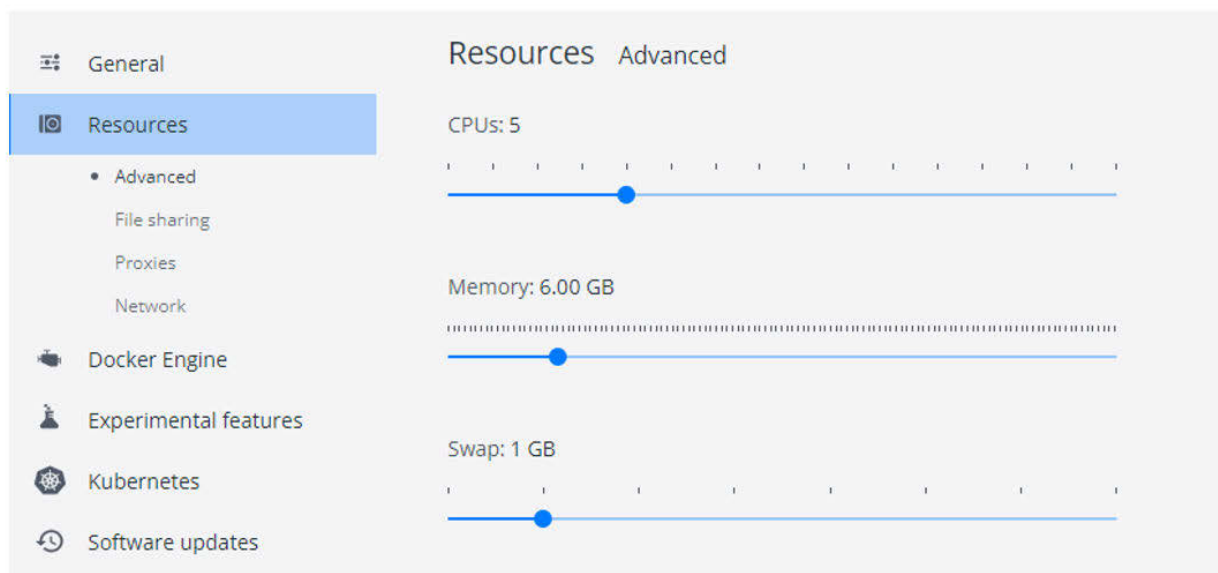 General
Resources
Advanced
File sharing
Proxies
Network
Docker Engine
Experimental features
Kubernetes
Software updates
Resources Advanced
CPUs: 5
Memory: 6.00 GB
Swap: 1 GB